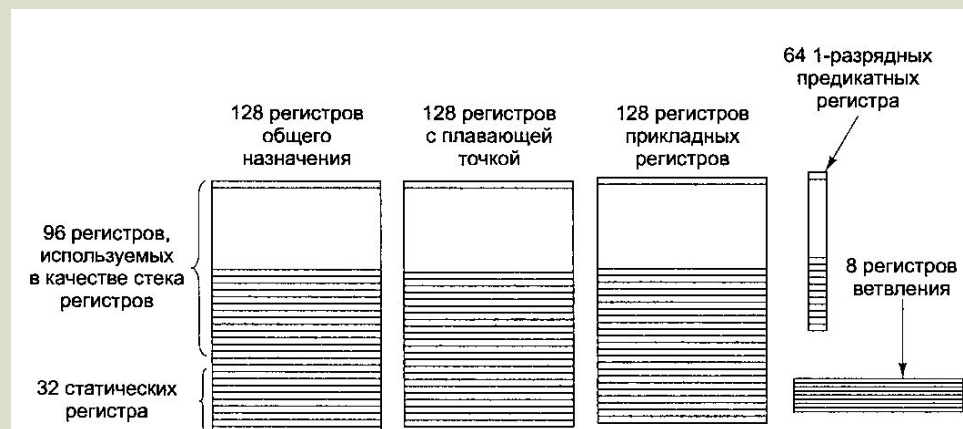 64 1-разрядных
предикатных
регистра
128 регистров
общего
назначения
128 регистров
с плавающей
точкой
128 регистров
прикладных
регистров
96 регистров,
используемых
в качестве стека
регистров
8 регистров
ветвления
32 статических
регистра